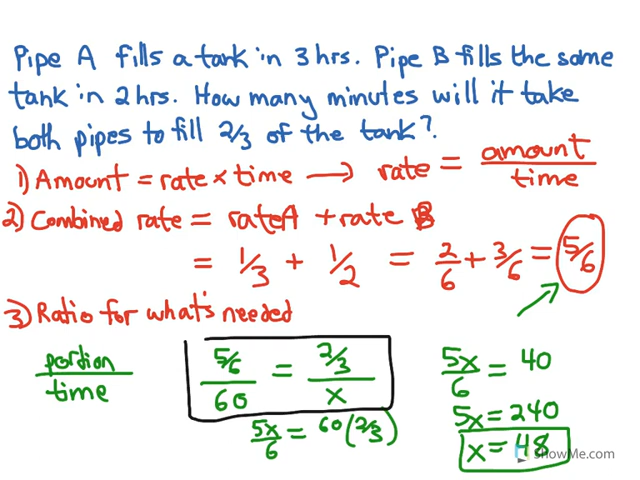 Pipe A fills a tank in 3 hrs. Pipe B fills the same
tank in 2 hrs. How many minutes will it take
both pipes to fill 2/3 of the tank?
1) Amount = rate × time → rate = amount/time
2) Combined rate = rate A + rate B
= 1/3 + 1/2 = 2/6 + 3/6 = 5/6
3) Ratio for what's needed
portion/time
5/6 / 60 = 2/3 / x
5x/6 = 60(2/3)
5x/6 = 40
5x = 240
x = 48
ShowMe.com